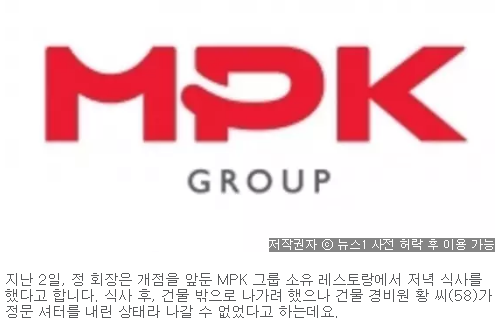 MPK
GROUP
저작권자 ⓒ 뉴스1 사전 허락 후 이용 가능
지난 2일, 정 회장은 개점을 앞둔 MPK 그룹 소유 레스토랑에서 저녁 식사를
했다고 합니다. 식사 후, 건물 밖으로 나가려 했으나 건물 경비원 황 씨(58)가
정문 셔터를 내린 상태라 나갈 수 없었다고 하는데요.